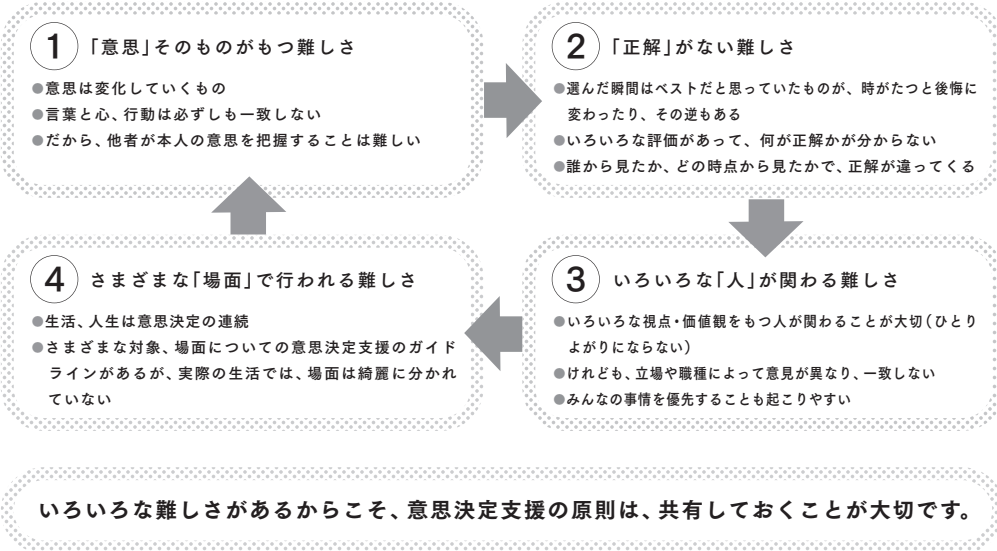 1 「意思」そのものがもつ難しさ
●意思は変化していくもの
●言葉と心、行動は必ずしも一致しない
●だから、他者が本人の意思を把握することは難しい
2 「正解」がない難しさ
●選んだ瞬間はベストだと思っていたものが、時がたつと後悔に
変わったり、その逆もある
●いろいろな評価があって、何が正解かが分からない
●誰から見たか、どの時点から見たかで、正解が違ってくる
3 いろいろな「人」が関わる難しさ
●いろいろな視点・価値観をもつ人が関わることが大切（ひとり
よがりにならない）
●けれども、立場や職種によって意見が異なり、一致しない
●みんなの事情を優先することも起こりやすい
4 さまざまな「場面」で行われる難しさ
●生活、人生は意思決定の連続
●さまざまな対象、場面についての意思決定支援のガイド
ラインがあるが、実際の生活では、場面は綺麗に分かれ
ていない
いろいろな難しさがあるからこそ、意思決定支援の原則は、共有しておくことが大切です。